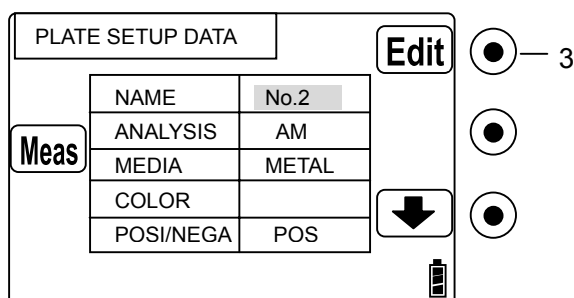 PLATE SETUP DATA
Edit
3
NAME No.2
ANALYSIS AM
Meas
MEDIA METAL
COLOR
POSI/NEGA POS